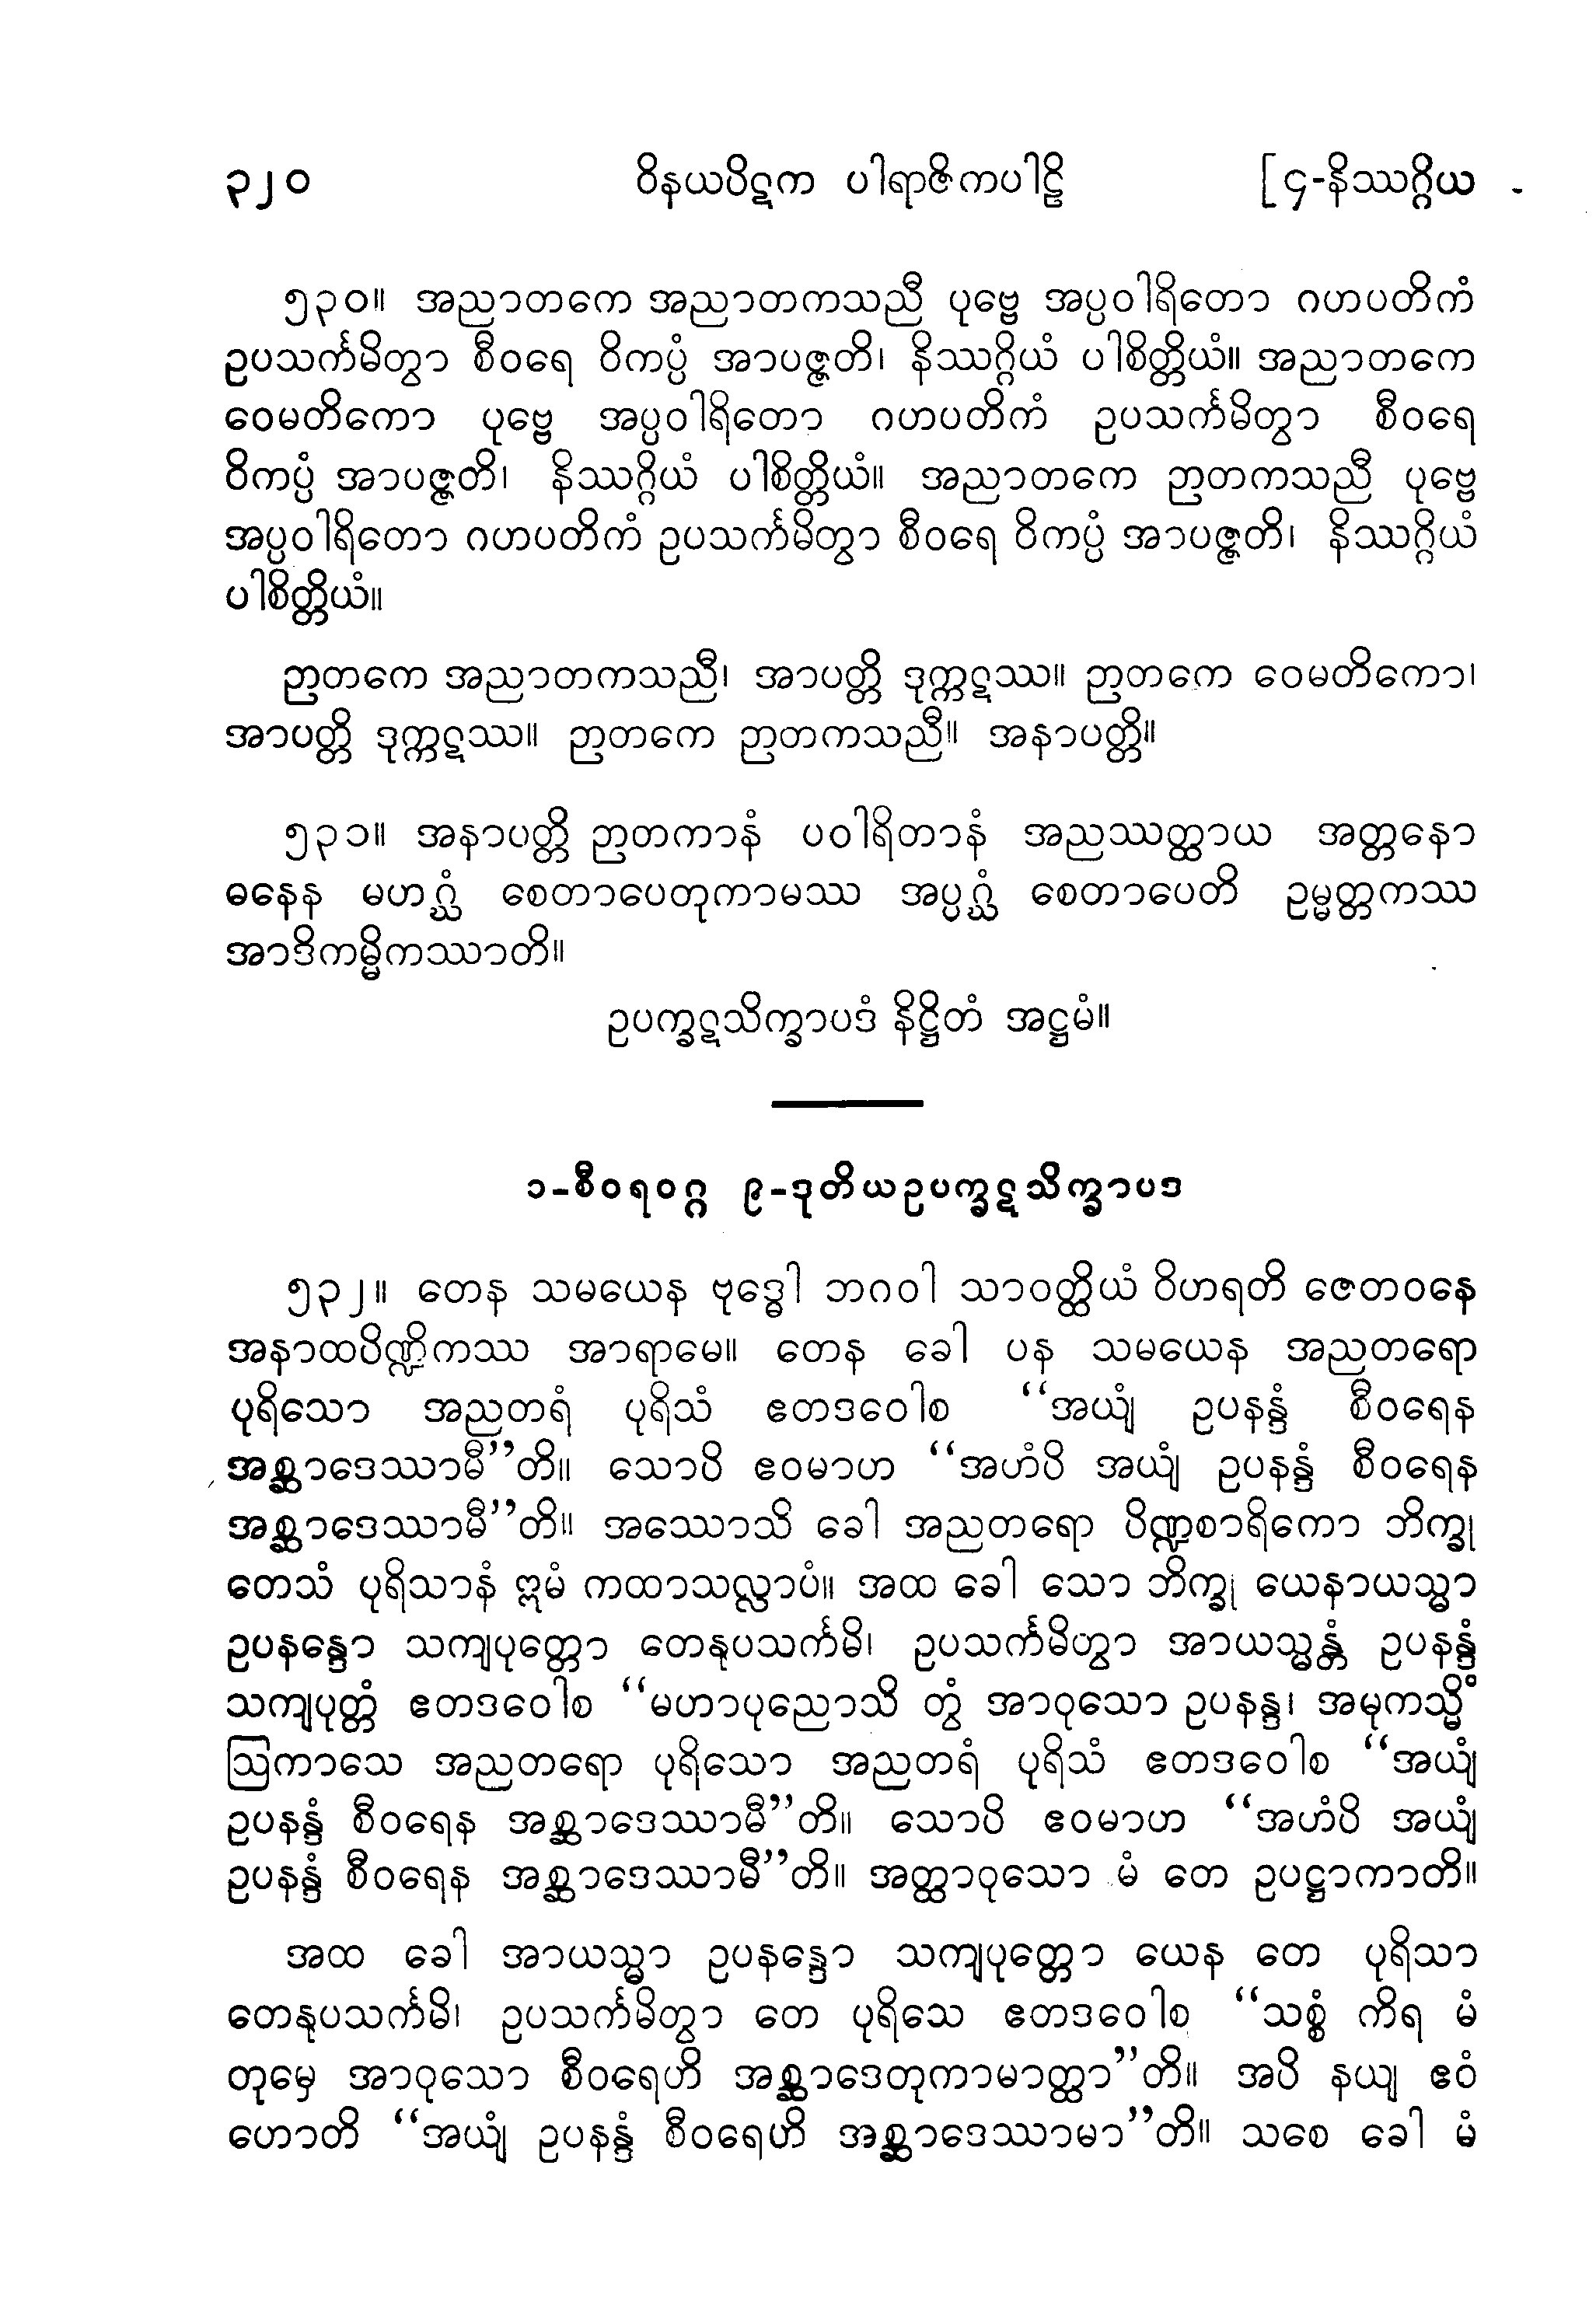 ၃၂၀ ဝိနယပိဋက ပါရာဇိကပါဠိ [၄-နိဿဂ္ဂိယ
၅၃၀။ အညာတကေ အညာတကသညီ ပုဗ္ဗေ အပ္ပဝါရိတော ဂဟပတိကံ
ဥပသင်္ကမိတွာ စီဝရေ ဝိကပ္ပံ အာပဇ္ဇတိ၊ နိဿဂ္ဂိယံ ပါစိတ္တိယံ။ အညာတကေ
ဝေမတိကော ပုဗ္ဗေ အပ္ပဝါရိတော ဂဟပတိကံ ဥပသင်္ကမိတွာ စီဝရေ
ဝိကပ္ပံ အာပဇ္ဇတိ၊ နိဿဂ္ဂိယံ ပါစိတ္တိယံ။ အညာတကေ ဉာတကသညီ ပုဗ္ဗေ
အပ္ပဝါရိတော ဂဟပတိကံ ဥပသင်္ကမိတွာ စီဝရေ ဝိကပ္ပံ အာပဇ္ဇတိ၊ နိဿဂ္ဂိယံ
ပါစိတ္တိယံ။
ဉာတကေ အညာတကသညီ၊ အာပတ္တိ ဒုက္ကဋဿ။ ဉာတကေ ဝေမတိကော၊
အာပတ္တိ ဒုက္ကဋဿ။ ဉာတကေ ဉာတကသညီ။ အနာပတ္တိ။
၅၃၁။ အနာပတ္တိ ဉာတကာနံ ပဝါရိတာနံ အညဿတ္ထာယ အတ္တနော
ဓနေန မဟဂ္ဃံ စေတာပေတုကာမဿ အပ္ပဂ္ဃံ စေတာပေတိ ဥမ္မတ္တကဿ
အာဒိကမ္မိကဿာတိ။
ဥပက္ခဋသိက္ခာပဒံ နိဋ္ဌိတံ အဋ္ဌမံ။
၁-စီဝရဝဂ္ဂ ၉-ဒုတိယဥပက္ခဋသိက္ခာပဒ
၅၃၂။ တေန သမယေန ဗုဒ္ဓေါ ဘဂဝါ သာဝတ္ထိယံ ဝိဟရတိ ဇေတဝနေ
အနာထပိဏ္ဍိကဿ အာရာမေ။ တေန ခေါ ပန သမယေန အညတရော
ပုရိသော အညတရံ ပုရိသံ ဧတဒဝေါစ “အယျံ ဥပနန္ဒံ စီဝရေန
အစ္ဆာဒေဿာမီ”တိ။ သောပိ ဧဝမာဟ “အဟံပိ အယျံ ဥပနန္ဒံ စီဝရေန
အစ္ဆာဒေဿာမီ”တိ။ အဿောသိ ခေါ အညတရော ပိဏ္ဍစာရိကော ဘိက္ခု
တေသံ ပုရိသာနံ ဣမံ ကထာသလ္လာပံ။ အထ ခေါ သော ဘိက္ခု ယေနာယသ္မာ
ဥပနန္ဒော သကျပုတ္တော တေနုပသင်္ကမိ၊ ဥပသင်္ကမိတွာ အာယသ္မန္တံ ဥပနန္ဒံ
သကျပုတ္တံ ဧတဒဝေါစ “မဟာပုညောသိ တွံ အာဝုသော ဥပနန္ဒ၊ အမုကသ္မိံ
ဩကာသေ အညတရော ပုရိသော အညတရံ ပုရိသံ ဧတဒဝေါစ “အယျံ
ဥပနန္ဒံ စီဝရေန အစ္ဆာဒေဿာမီ”တိ။ သောပိ ဧဝမာဟ “အဟံပိ အယျံ
ဥပနန္ဒံ စီဝရေန အစ္ဆာဒေဿာမီ”တိ။ အတ္ထာဝုသော မံ တေ ဥပဋ္ဌာကာတိ။
အထ ခေါ အာယသ္မာ ဥပနန္ဒော သကျပုတ္တော ယေန တေ ပုရိသာ
တေနုပသင်္ကမိ၊ ဥပသင်္ကမိတွာ တေ ပုရိသေ ဧတဒဝေါစ “သစ္စံ ကိရ မံ
တုမှေ အာဝုသော စီဝရေဟိ အစ္ဆာဒေတုကာမာတ္ထာ”တိ။ အပိ နယျ ဧဝံ
ဟောတိ “အယျံ ဥပနန္ဒံ စီဝရေဟိ အစ္ဆာဒေဿာမာ”တိ။ သစေ ခေါ မံ